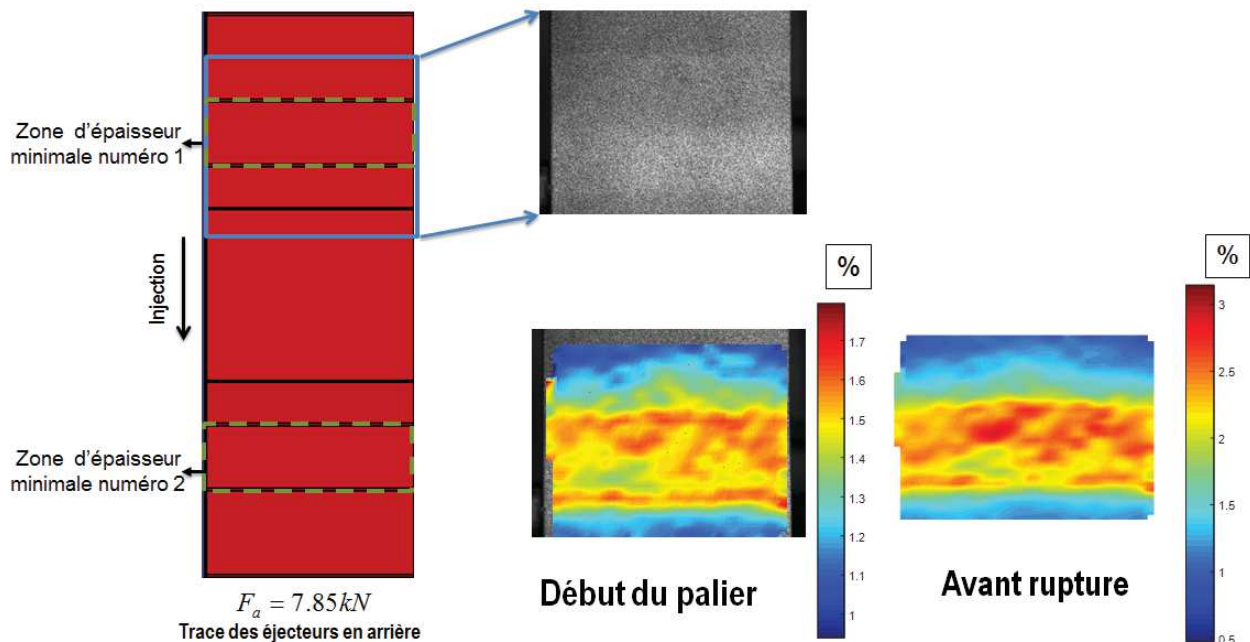 Zone d'épaisseur
minimale numéro 1
Injection
Zone d'épaisseur
minimale numéro 2
Fa = 7.85kN
Trace des éjecteurs en arrière
%
1.7
1.6
1.5
1.4
1.3
1.2
1.1
1
Début du palier
%
3
2.5
2
1.5
1
0.5
Avant rupture